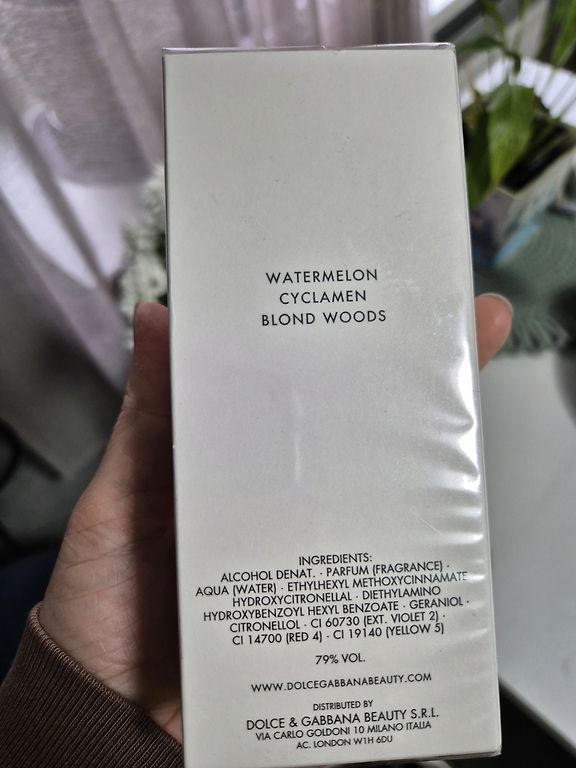 WATERMELON
CYCLAMEN
BLOND WOODS
INGREDIENTS:
ALCOHOL DENAT. · PARFUM (FRAGRANCE) ·
AQUA (WATER) · ETHYLHEXYL METHOXYCINNAMATE
HYDROXYCITRONELLAL · DIETHYLAMINO
HYDROXYBENZOYL HEXYL BENZOATE · GERANIOL ·
CITRONELLOL · CI 60730 (EXT. VIOLET 2) ·
CI 14700 (RED 4) · CI 19140 (YELLOW 5)
79% VOL.
WWW.DOLCEGABBANABEAUTY.COM
DISTRIBUTED BY
DOLCE & GABBANA BEAUTY S.R.L.
VIA CARLO GOLDONI 10 MILANO ITALIA
AC. LONDON W1H 6DU